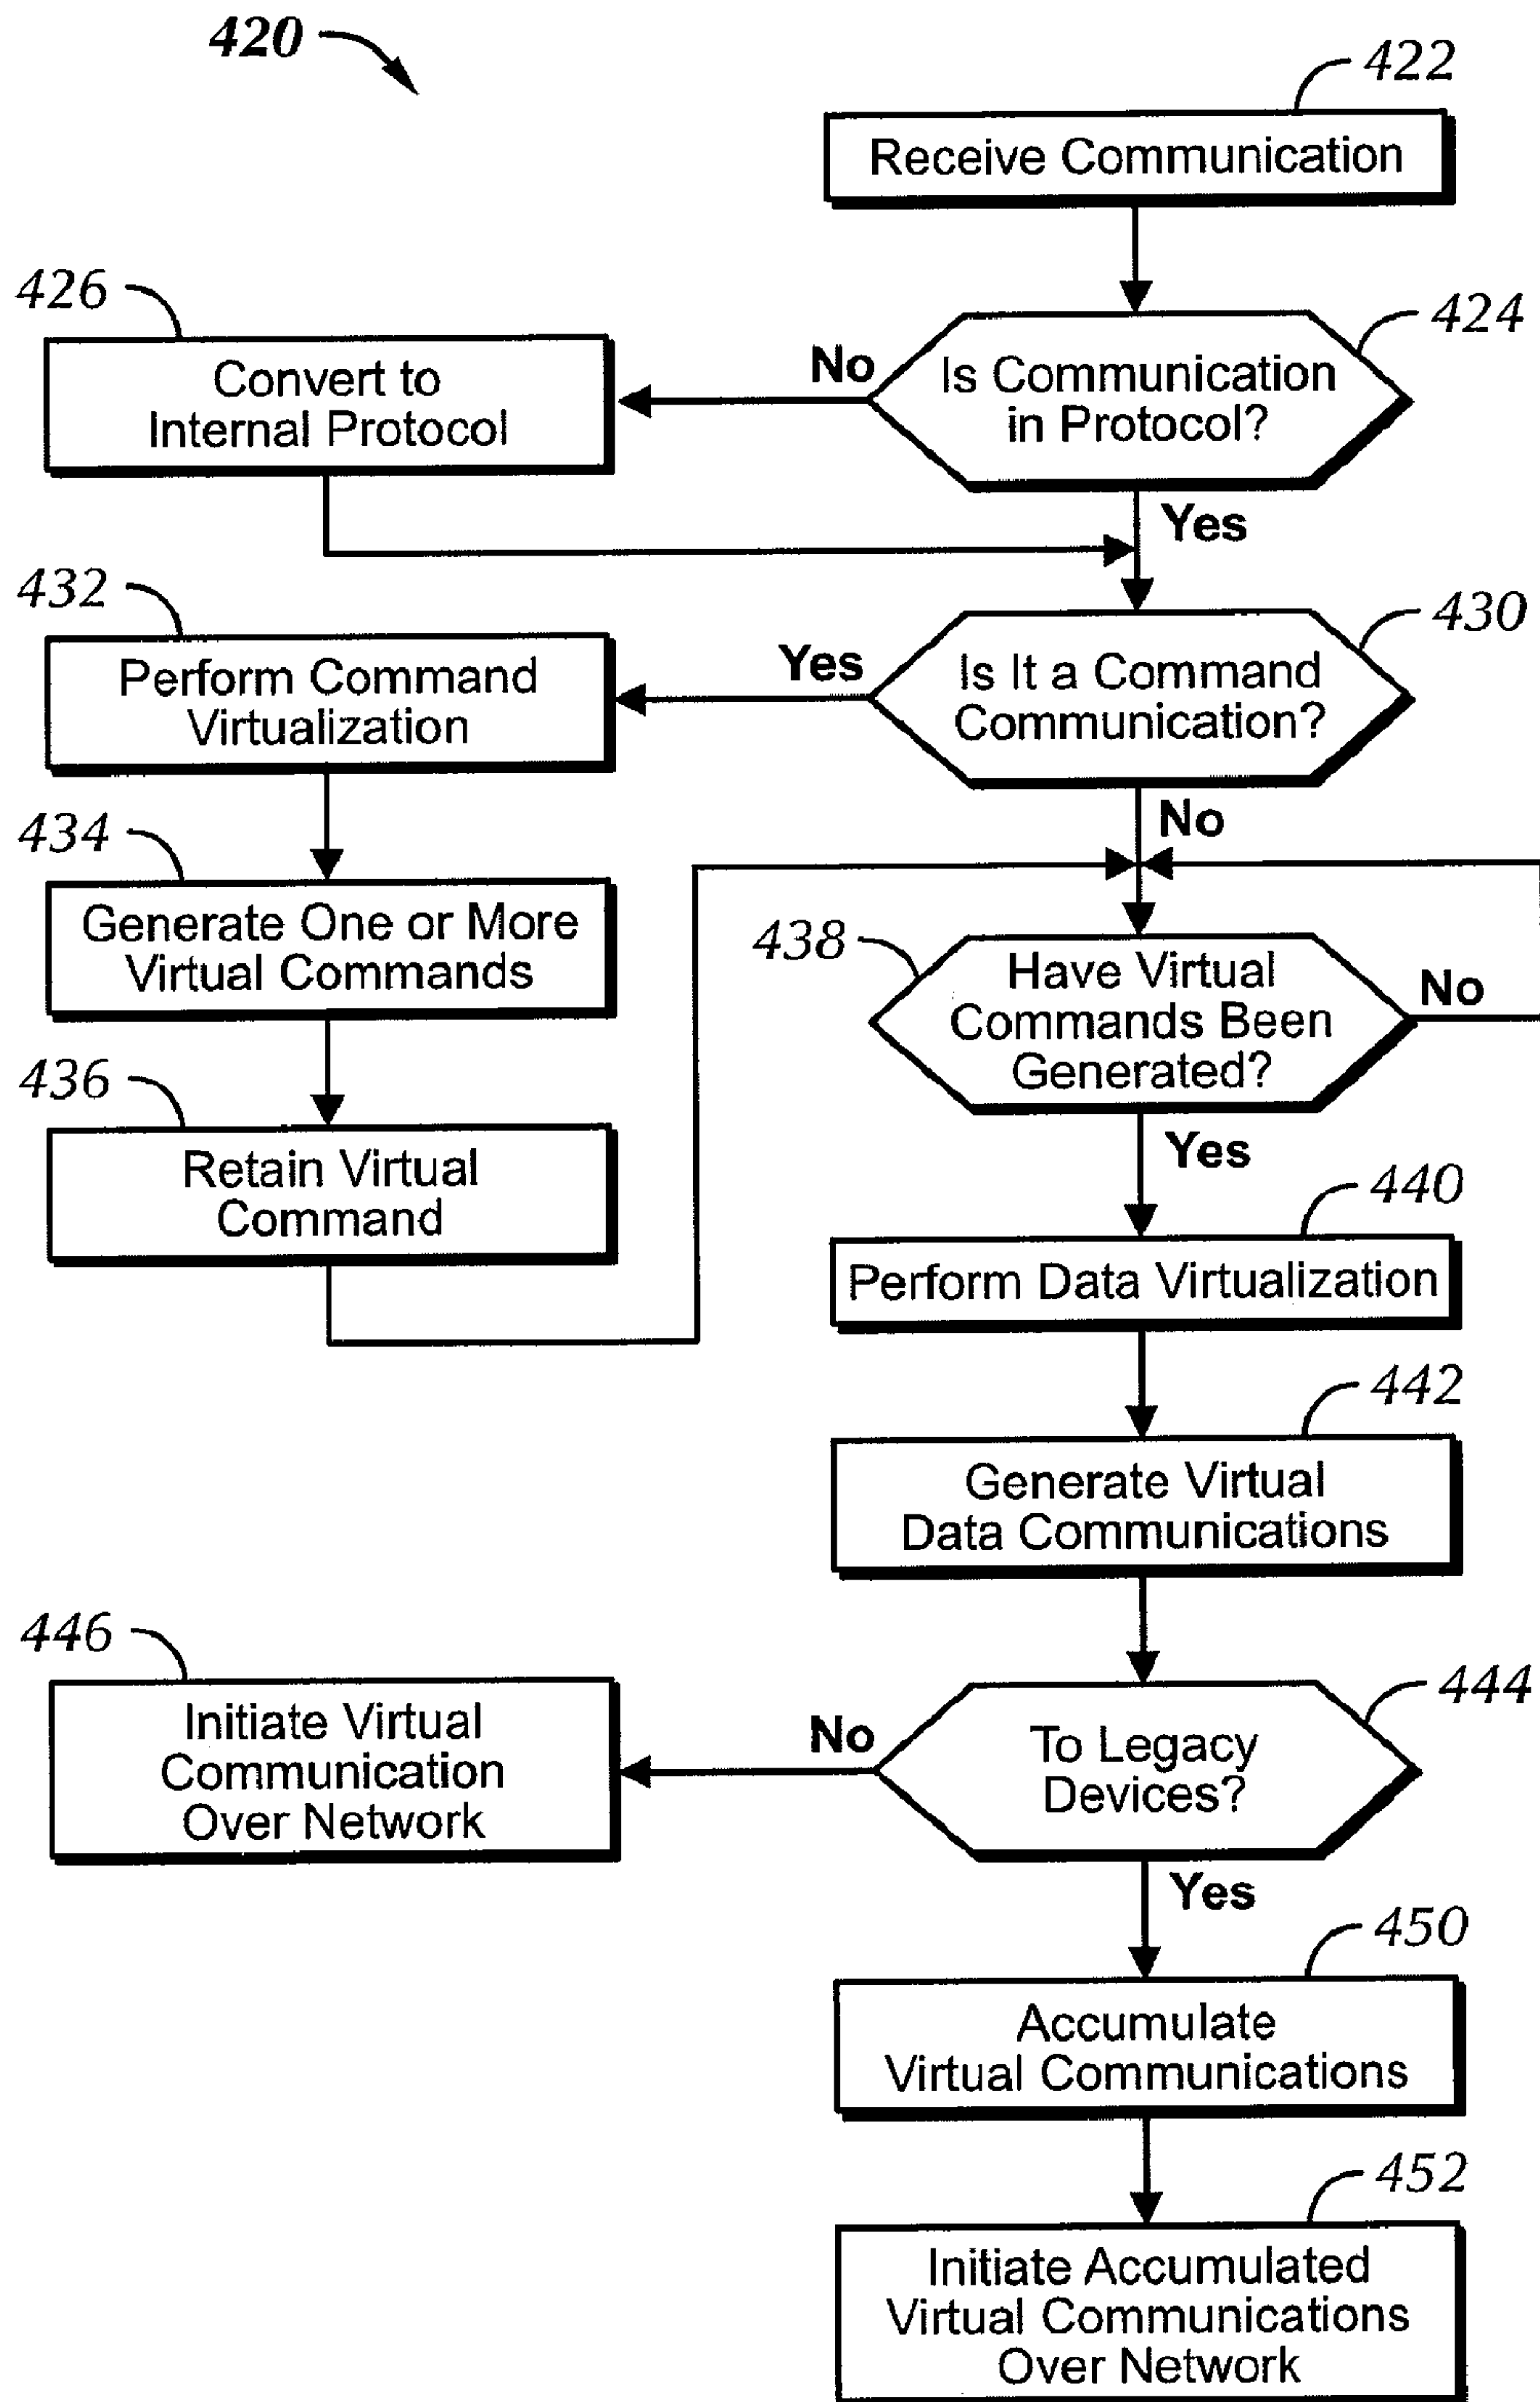 420
422
Receive Communication
424
Is Communication
in Protocol?
No
Yes
426
Convert to
Internal Protocol
430
Is It a Command
Communication?
Yes
No
432
Perform Command
Virtualization
434
Generate One or More
Virtual Commands
436
Retain Virtual
Command
438
Have Virtual
Commands Been
Generated?
No
Yes
440
Perform Data Virtualization
442
Generate Virtual
Data Communications
444
To Legacy
Devices?
No
Yes
446
Initiate Virtual
Communication
Over Network
450
Accumulate
Virtual Communications
452
Initiate Accumulated
Virtual Communications
Over Network